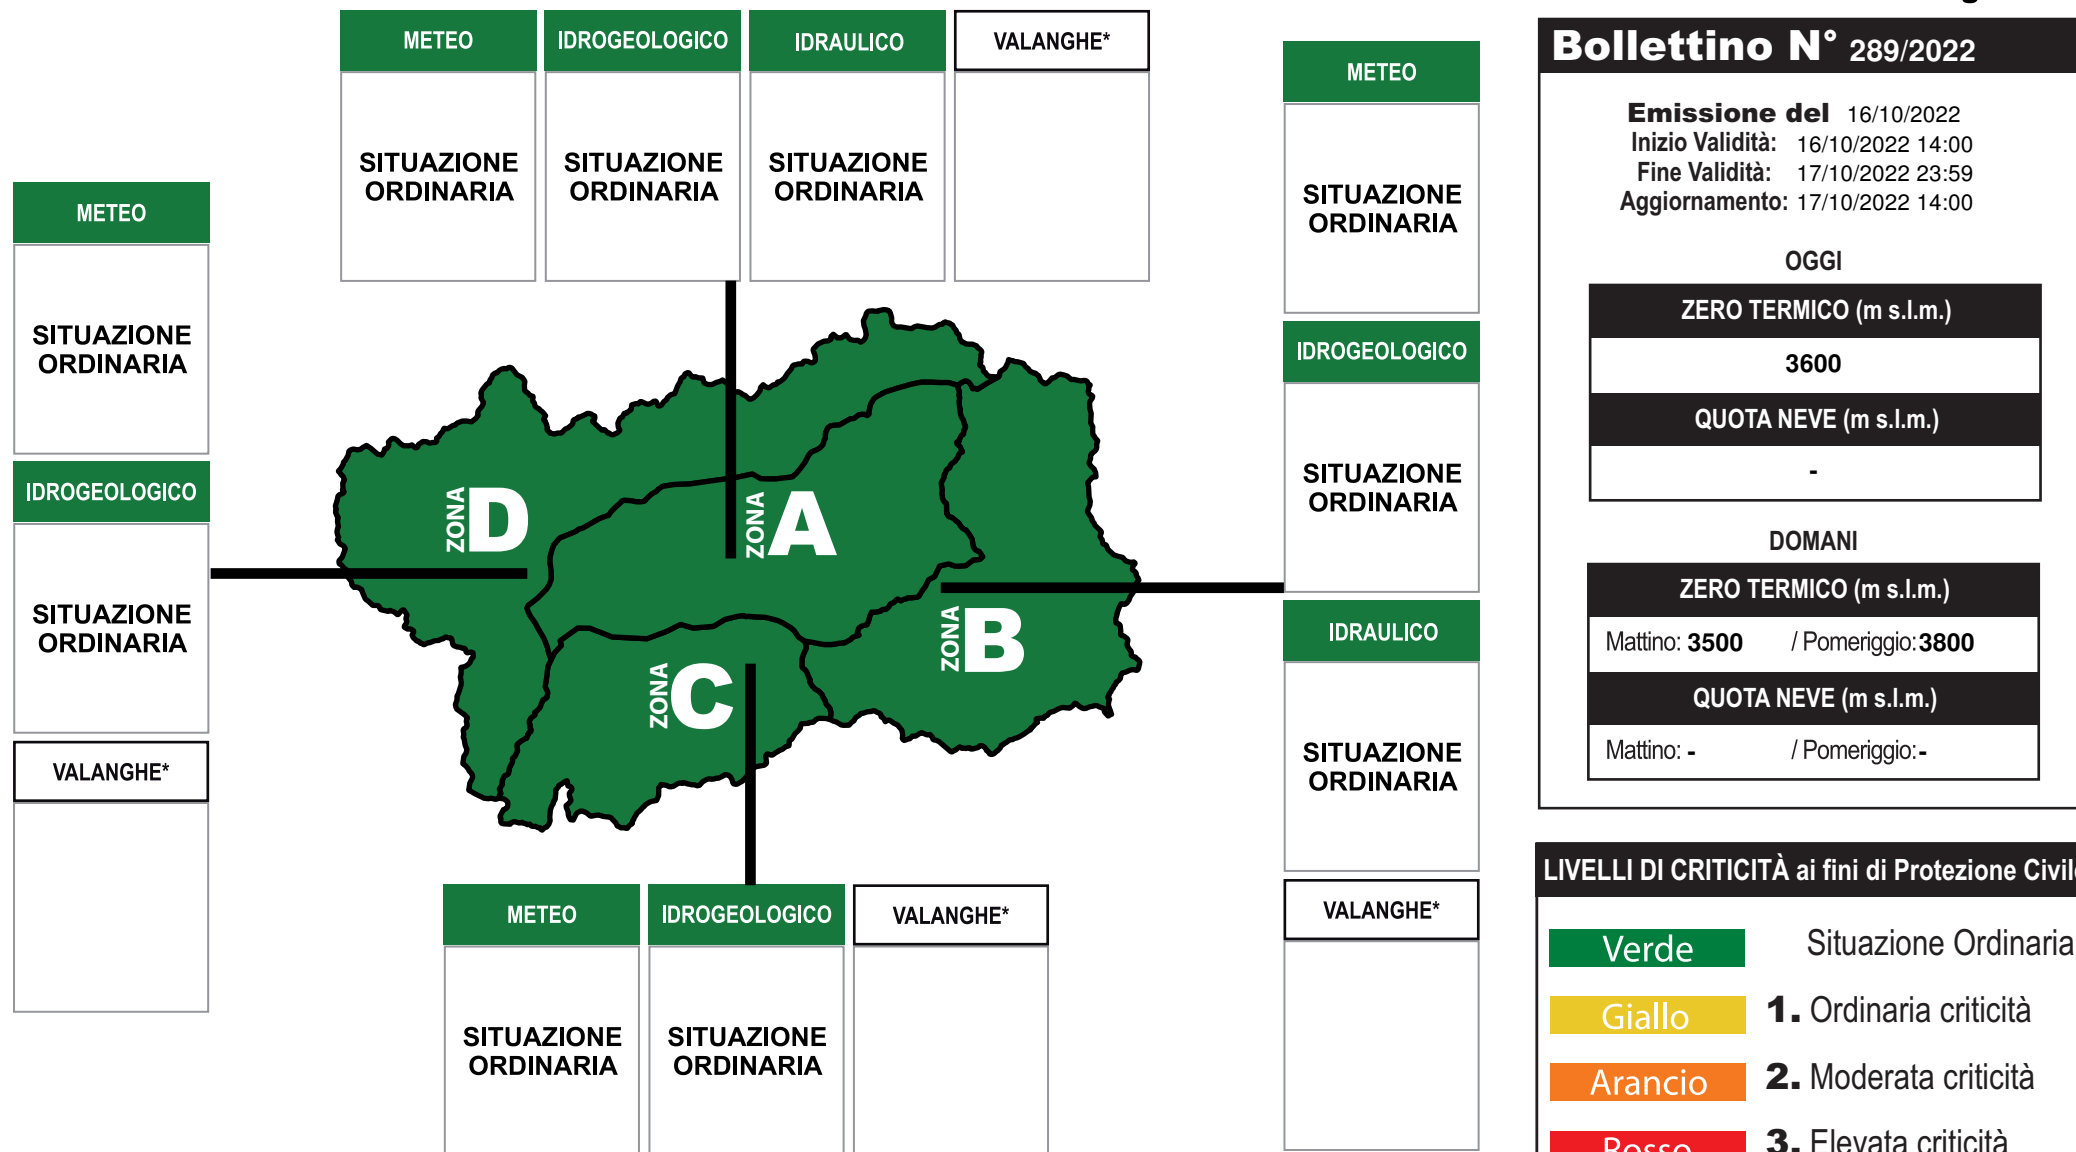 METEO IDROGEOLOGICO IDRAULICO VALANGHE*
SITUAZIONE ORDINARIA
SITUAZIONE ORDINARIA
SITUAZIONE ORDINARIA
METEO
SITUAZIONE
ORDINARIA
IDROGEOLOGICO
SITUAZIONE
ORDINARIA
VALANGHE*
ZONA D
ZONA A
ZONA B
ZONA C
METEO
SITUAZIONE
ORDINARIA
IDROGEOLOGICO
SITUAZIONE
ORDINARIA
IDRAULICO
SITUAZIONE
ORDINARIA
VALANGHE*
METEO IDROGEOLOGICO VALANGHE*
SITUAZIONE ORDINARIA
SITUAZIONE ORDINARIA
Bollettino N° 289/2022
Emissione del 16/10/2022
Inizio Validità: 16/10/2022 14:00
Fine Validità: 17/10/2022 23:59
Aggiornamento: 17/10/2022 14:00
OGGI
ZERO TERMICO (m s.l.m.)
3600
QUOTA NEVE (m s.l.m.)
-
DOMANI
ZERO TERMICO (m s.l.m.)
Mattino: 3500 / Pomeriggio: 3800
QUOTA NEVE (m s.l.m.)
Mattino: - / Pomeriggio: -
LIVELLI DI CRITICITÀ ai fini di Protezione Civile
Verde Situazione Ordinaria
Giallo 1. Ordinaria criticità
Arancio 2. Moderata criticità
Rosso 3. Elevata criticità